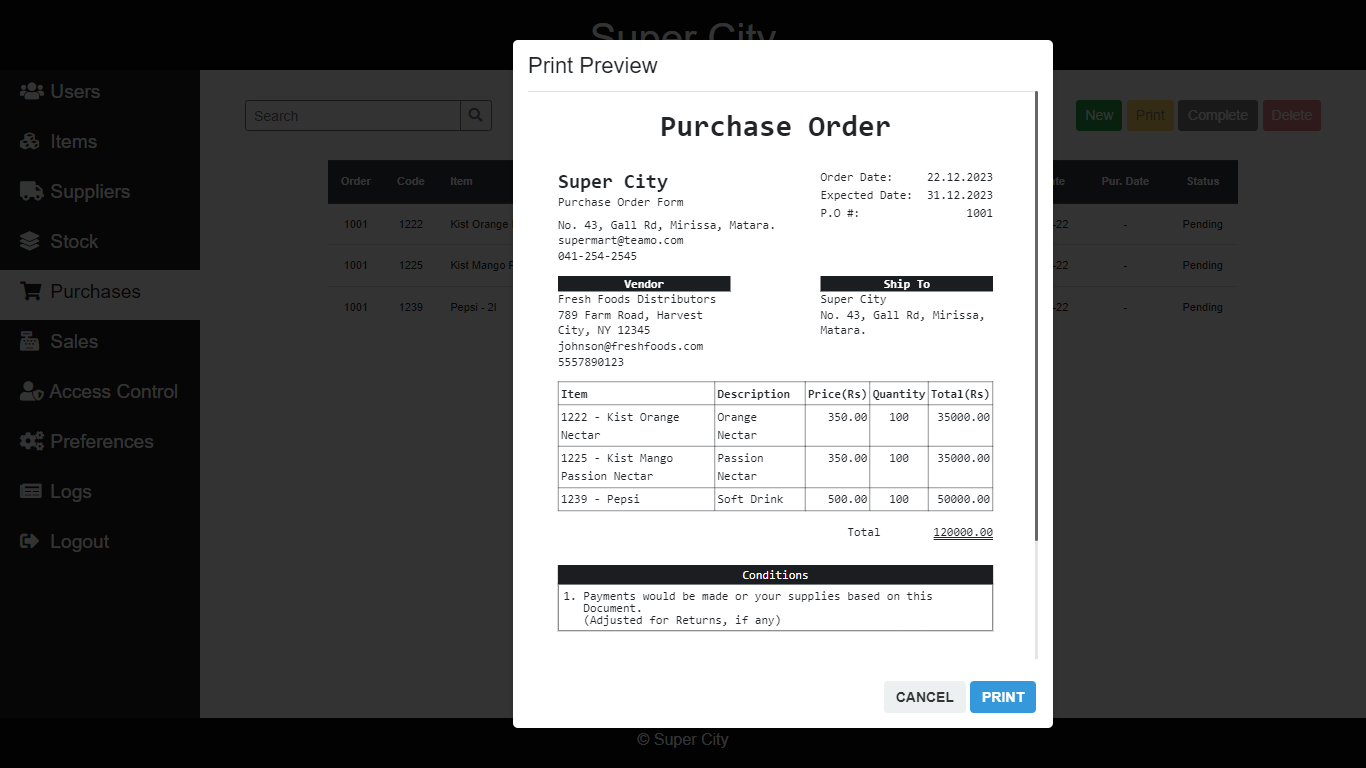 Super City
Users
Items
Suppliers
Stock
Purchases
Sales
Access Control
Preferences
Logs
Logout
Search
New
Print
Complete
Delete
Order Code Item
Pur. Date Status
1001 1222 Kist Orange
-22 - Pending
1001 1225 Kist Mango
-22 - Pending
1001 1239 Pepsi - 2l
-22 - Pending
Print Preview
Purchase Order
Super City
Purchase Order Form
No. 43, Gall Rd, Mirissa, Matara.
supermart@teamo.com
041-254-2545
Order Date: 22.12.2023
Expected Date: 31.12.2023
P.O #: 1001
Vendor
Fresh Foods Distributors
789 Farm Road, Harvest
City, NY 12345
johnson@freshfoods.com
5557890123
Ship To
Super City
No. 43, Gall Rd, Mirissa,
Matara.
Item Description Price(Rs) Quantity Total(Rs)
1222 - Kist Orange Orange 350.00 100 35000.00
Nectar Nectar
1225 - Kist Mango Passion 350.00 100 35000.00
Passion Nectar Nectar
1239 - Pepsi Soft Drink 500.00 100 50000.00
Total 120000.00
Conditions
1. Payments would be made or your supplies based on this
Document.
(Adjusted for Returns, if any)
CANCEL
PRINT
© Super City